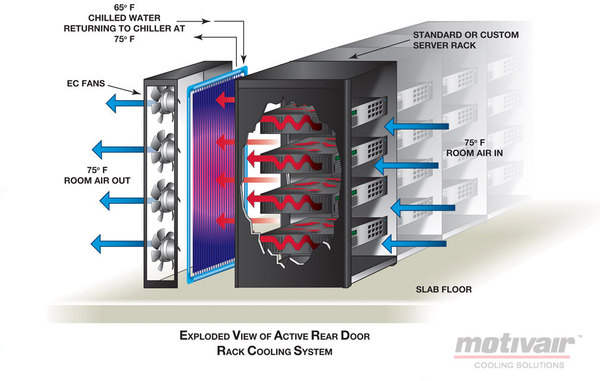 65° F
CHILLED WATER
RETURNING TO CHILLER AT
75° F
STANDARD OR CUSTOM
SERVER RACK
EC FANS
75° F
ROOM AIR IN
75° F
ROOM AIR OUT
SLAB FLOOR
EXPLODED VIEW OF ACTIVE REAR DOOR
RACK COOLING SYSTEM
motivair™
COOLING SOLUTIONS